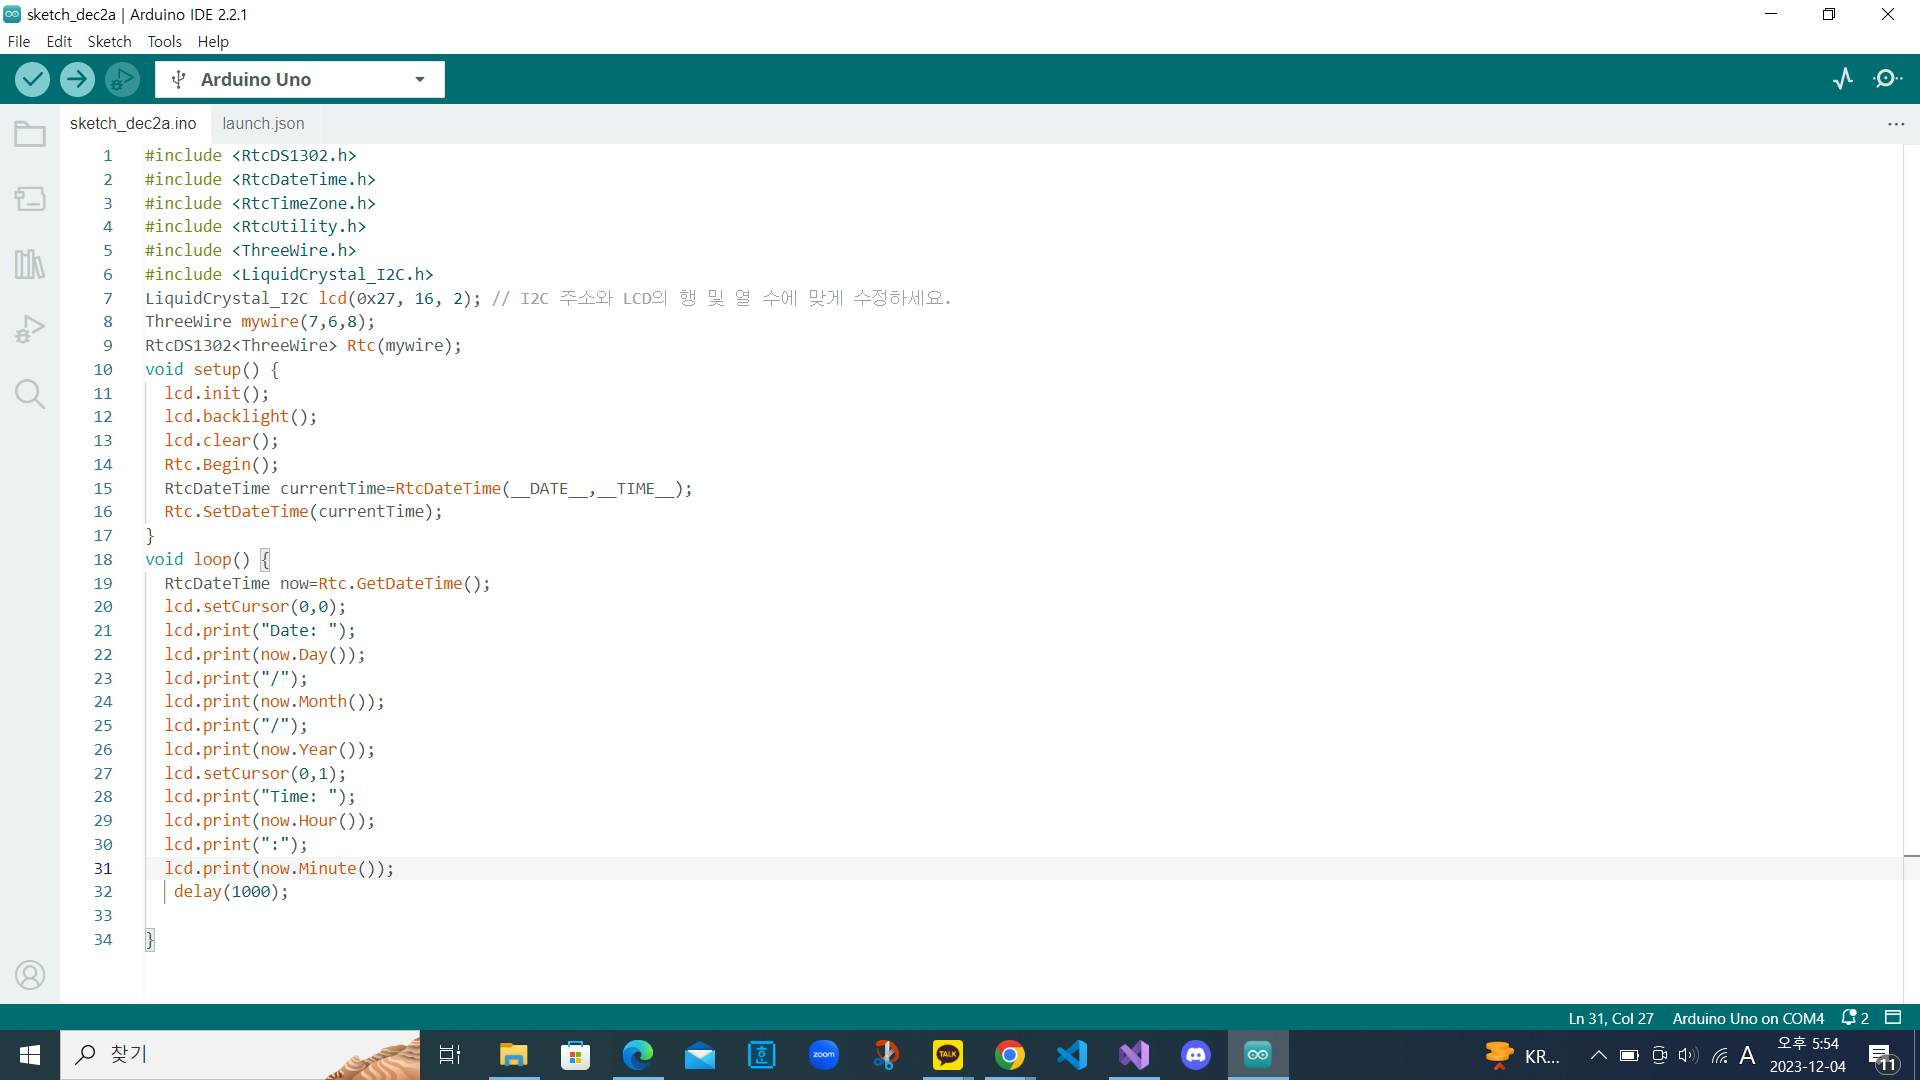 sketch_dec2a | Arduino IDE 2.2.1
File Edit Sketch Tools Help
Arduino Uno
sketch_dec2a.ino launch.json
1 #include <RtcDS1302.h>
2 #include <RtcDateTime.h>
3 #include <RtcTimeZone.h>
4 #include <RtcUtility.h>
5 #include <ThreeWire.h>
6 #include <LiquidCrystal_I2C.h>
7 LiquidCrystal_I2C lcd(0x27, 16, 2); // I2C 주소와 LCD의 행 및 열 수에 맞게 수정하세요.
8 ThreeWire mywire(7,6,8);
9 RtcDS1302<ThreeWire> Rtc(mywire);
10 void setup() {
11 lcd.init();
12 lcd.backlight();
13 lcd.clear();
14 Rtc.Begin();
15 RtcDateTime currentTime=RtcDateTime(__DATE__,__TIME__);
16 Rtc.SetDateTime(currentTime);
17 }
18 void loop() {
19 RtcDateTime now=Rtc.GetDateTime();
20 lcd.setCursor(0,0);
21 lcd.print("Date: ");
22 lcd.print(now.Day());
23 lcd.print("/");
24 lcd.print(now.Month());
25 lcd.print("/");
26 lcd.print(now.Year());
27 lcd.setCursor(0,1);
28 lcd.print("Time: ");
29 lcd.print(now.Hour());
30 lcd.print(":");
31 lcd.print(now.Minute());
32 delay(1000);
33
34 }
Ln 31, Col 27 Arduino Uno on COM4 2
찾기
훈
zoom
TALK
KR...
A
오후 5:54
2023-12-04
11